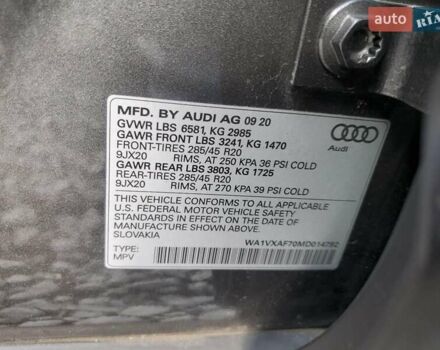 auto RIA
MFD. BY AUDI AG 09 20
GVWR LBS 6581, KG 2985
GAWR FRONT LBS 3241, KG 1470
FRONT-TIRES 285/45 R20
9JX20 RIMS, AT 250 KPA 36 PSI COLD
GAWR REAR LBS 3803, KG 1725
REAR-TIRES 285/45 R20
9JX20 RIMS, AT 270 KPA 39 PSI COLD
Audi
THIS VEHICLE CONFORMS TO ALL APPLICABLE
U.S. FEDERAL MOTOR VEHICLE SAFETY
STANDARDS IN EFFECT ON THE DATE OF
MANUFACTURE SHOWN ABOVE.
SLOVAKIA
WA1VXAF70MD014292
TYPE:
MPV